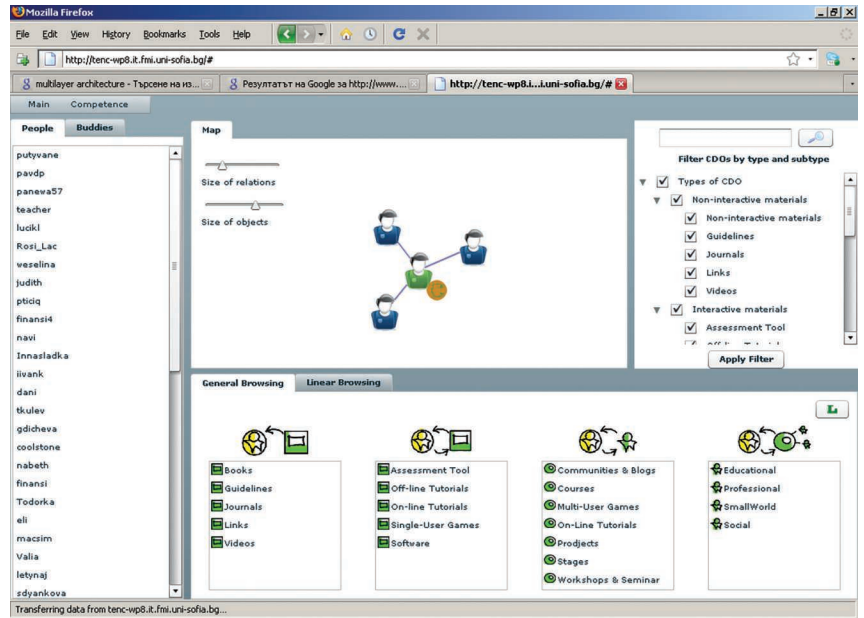 Mozilla Firefox
File Edit View History Bookmarks Tools Help
http://tenc-wp8.it.fmi.uni-sofia.bg/#
multilayer architecture - Търсене на из...
Резултатът на Google за http://www....
http://tenc-wp8.i...i.uni-sofia.bg/#
Main Competence
People Buddies
putyvane
pavdp
paneva57
teacher
lucikl
Rosi_Lac
veselina
judith
pticiq
finansi4
navi
Innasladka
iivank
dani
tkulev
gdicheva
coolstone
nabeth
finansi
Todorka
eli
macsim
Valia
letynaj
sdyankova
Map
Size of relations
Size of objects
Filter CDOs by type and subtype
Types of CDO
Non-interactive materials
Non-interactive materials
Guidelines
Journals
Links
Videos
Interactive materials
Assessment Tool
Apply Filter
General Browsing Linear Browsing
L
Books
Guidelines
Journals
Links
Videos
Assessment Tool
Off-line Tutorials
On-line Tutorials
Single-User Games
Software
Communities & Blogs
Courses
Multi-User Games
On-Line Tutorials
Prodjects
Stages
Workshops & Seminar
Educational
Professional
SmallWorld
Social
Transferring data from tenc-wp8.it.fmi.uni-sofia.bg...